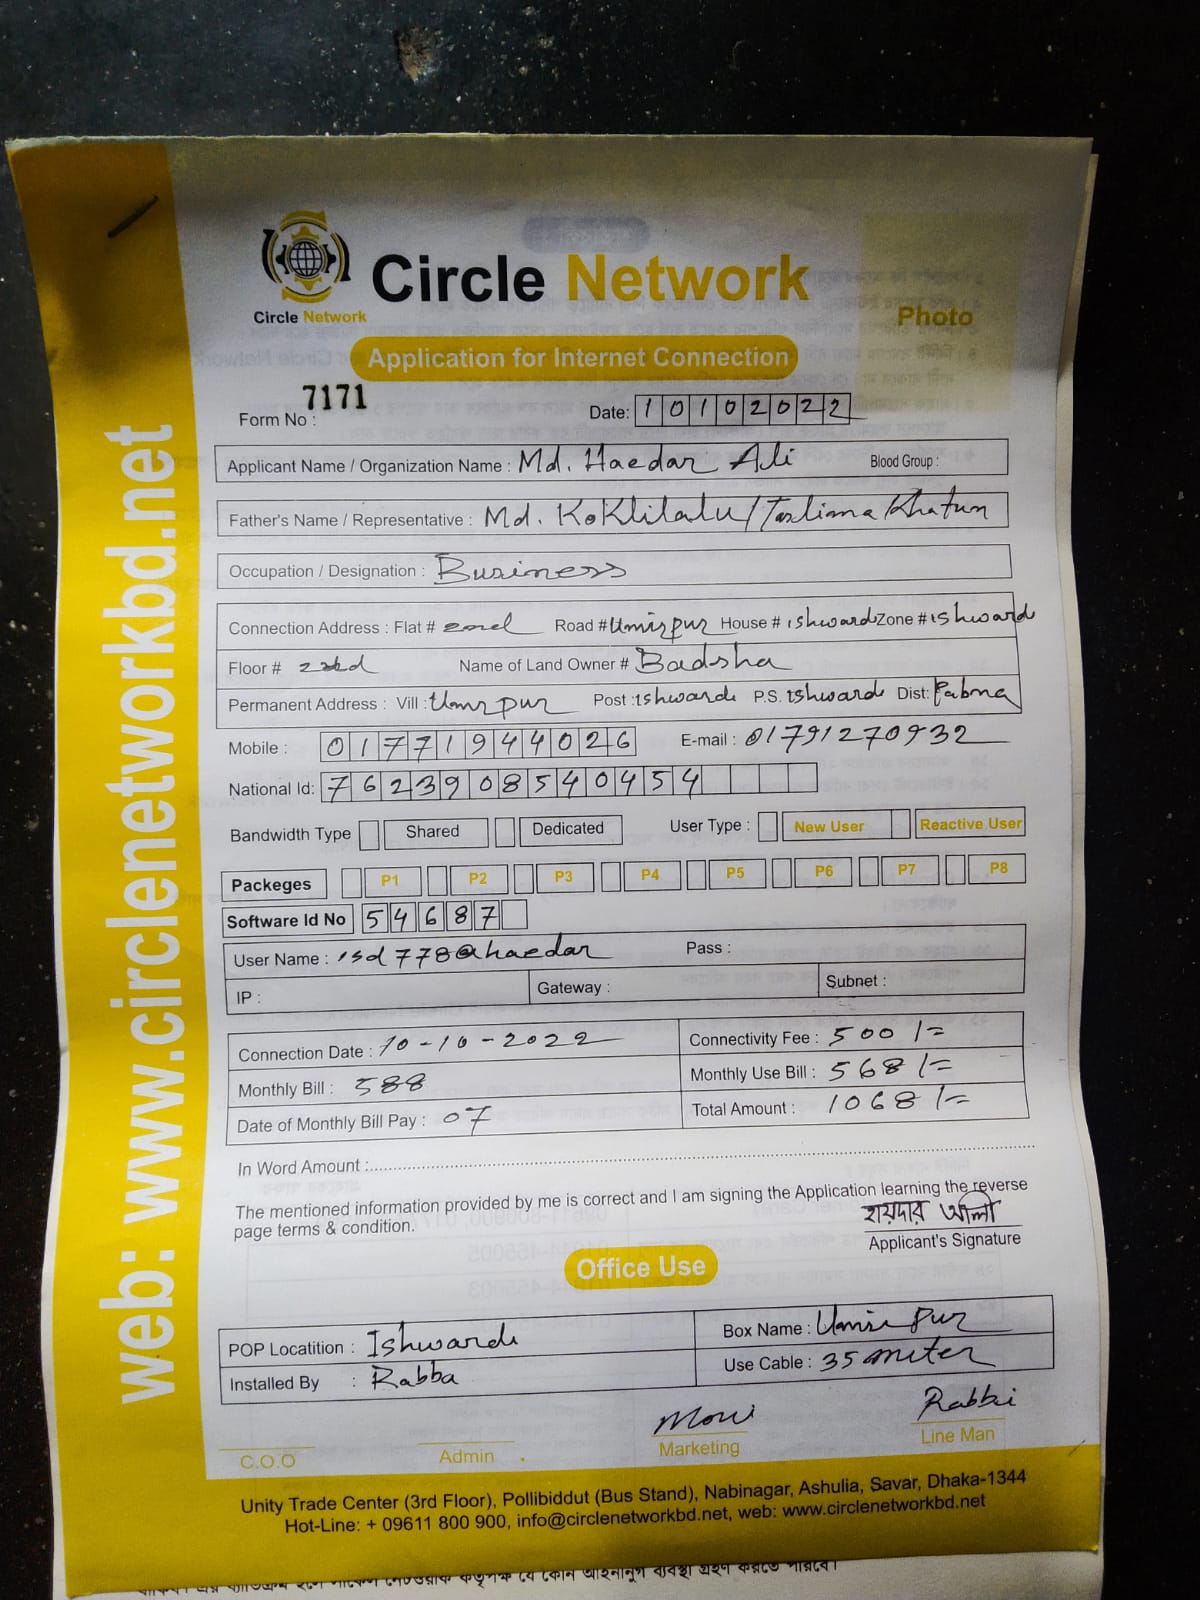 Circle Network
Circle Network
Photo
Application for Internet Connection
Form No : 7171
Date: 10102022
Applicant Name / Organization Name : Md. Haedar Ali Blood Group :
Father's Name / Representative : Md. Koklilalu/Taslima Khatun
Occupation / Designation : Business
Connection Address : Flat # 2nd Road # Umirpur House # ishwardi Zone # ishwardi
Floor # Name of Land Owner # Badsha
Permanent Address : Vill : Umrpur Post : ishwardi P.S. ishwardi Dist: Pabna
Mobile : 01771944026 E-mail : 01791270932
National Id: 7623908540454
Bandwidth Type Shared Dedicated User Type : New User Reactive User
Packeges P1 P2 P3 P4 P5 P6 P7 P8
Software Id No 54687
User Name : isd778@haedar Pass :
IP : Gateway : Subnet :
Connection Date : 10-10-2022 Connectivity Fee : 500/=
Monthly Bill : 588 Monthly Use Bill : 568/=
Date of Monthly Bill Pay : 07 Total Amount : 1068/=
In Word Amount :
The mentioned information provided by me is correct and I am signing the Application learning the reverse
page terms & condition.
হায়দার আলী
Applicant's Signature
Office Use
POP Locatition : Ishwardi Box Name : Umirpur
Installed By : Rabba Use Cable : 35 meter
C.O.O Admin Marketing Rabbi Line Man
Unity Trade Center (3rd Floor), Pollibiddut (Bus Stand), Nabinagar, Ashulia, Savar, Dhaka-1344
Hot-Line: + 09611 800 900, info@circlenetworkbd.net, web: www.circlenetworkbd.net
web: www.circlenetworkbd.net